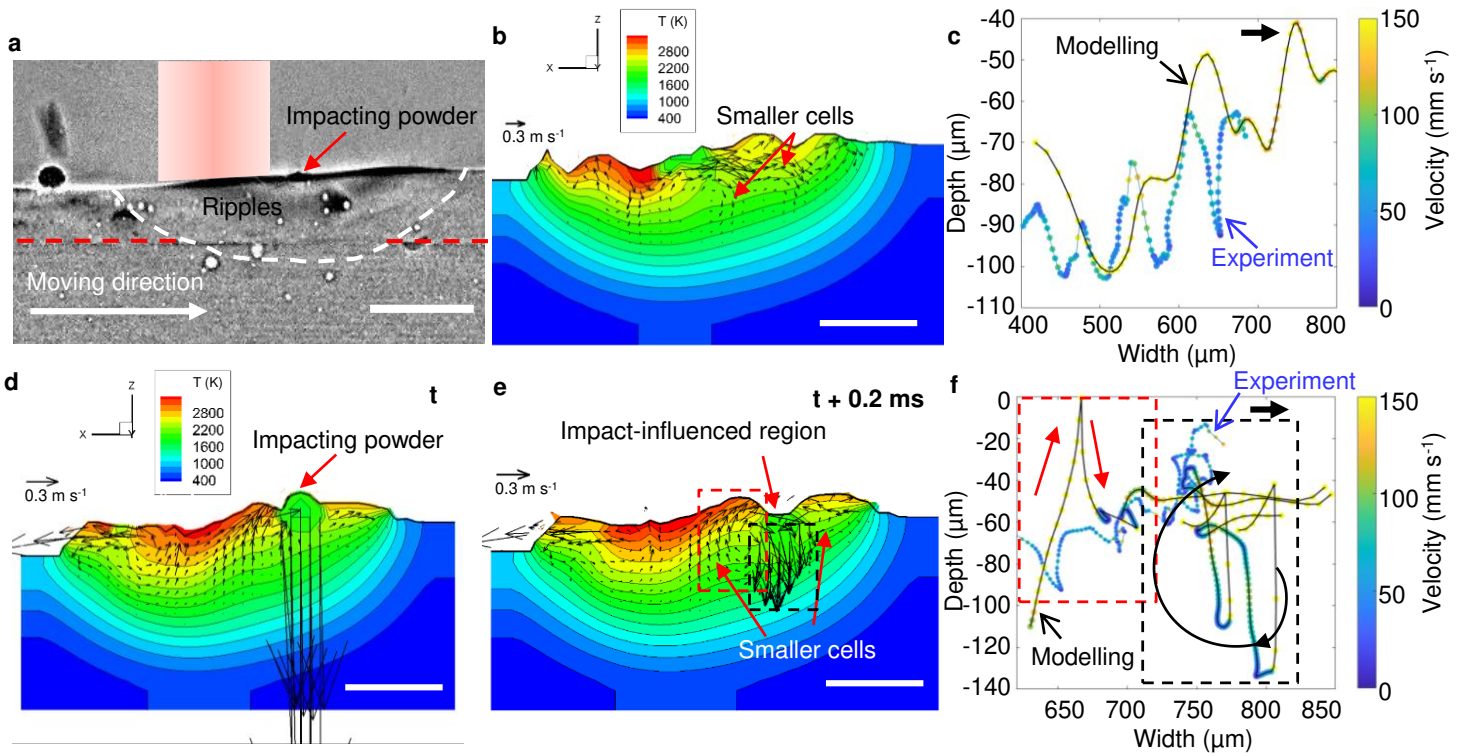 a
Impacting powder
Ripples
Moving direction
b
Z
X
Y
T (K)
2800
2200
1600
1000
400
0.3 m s⁻¹
Smaller cells
c
-40
-50
-60
-70
-80
-90
-100
-110
Depth (µm)
400
500
600
700
800
Width (µm)
Modelling
Experiment
150
100
50
0
Velocity (mm s⁻¹)
d
Z
X
Y
T (K)
2800
2200
1600
1000
400
t
Impacting powder
0.3 m s⁻¹
e
t + 0.2 ms
Impact-influenced region
0.3 m s⁻¹
Smaller cells
f
Experiment
0
-20
-40
-60
-80
-100
-120
-140
Depth (µm)
Modelling
650
700
750
800
850
Width (µm)
150
100
50
0
Velocity (mm s⁻¹)